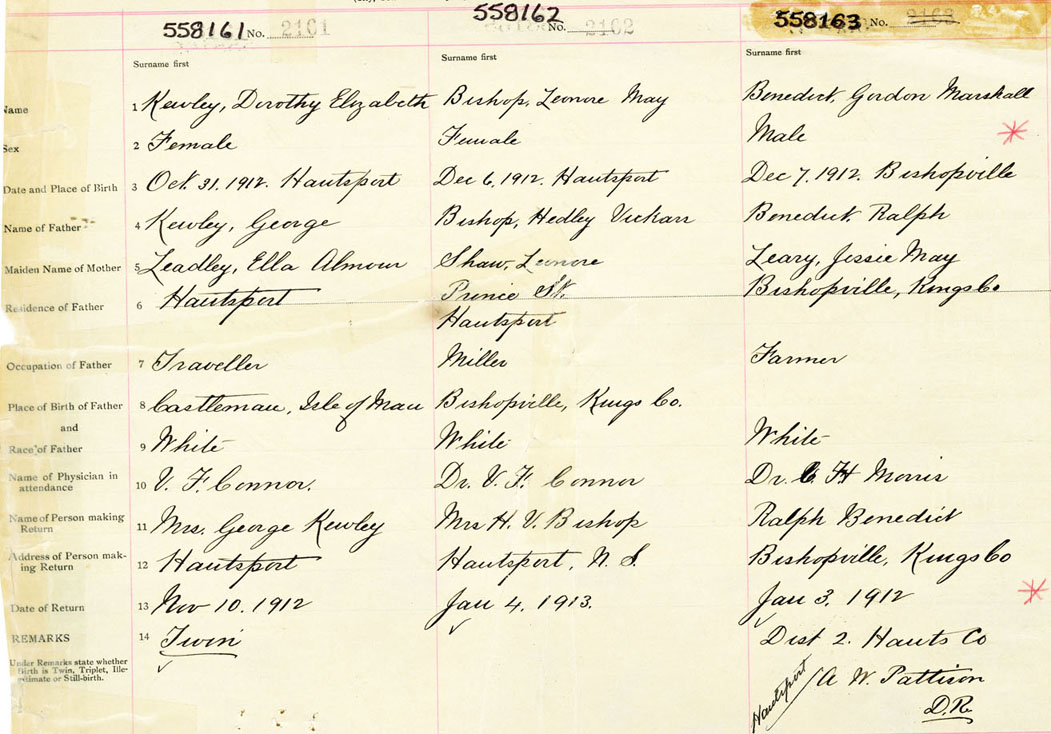 558161 No. 2161
558162 No. 2162
558163 No. 2163
Surname first
Surname first
Surname first
Name 1 Kewley, Dorothy Elizabeth Bishop, Leonore May Benedict, Gordon Marshall
Sex 2 Female Female Male
Date and Place of Birth 3 Oct. 31. 1912. Hantsport Dec 6, 1912. Hantsport Dec 7, 1912. Bishopville
Name of Father 4 Kewley, George Bishop, Hedley Benedict, Ralph
Maiden Name of Mother 5 Leadley, Ella Almour Shaw, Leonore Leary, Jessie May
Residence of Father 6 Hantsport Prince St. Bishopville, Kings Co
Hantsport
Occupation of Father 7 Traveller Miller Farmer
Place of Birth of Father 8 Castleman, Isle of Man Bishopville, Kings Co.
and
Race of Father 9 White White White
Name of Physician in
attendance 10 V. F. Connor. Dr. V. F. Connor Dr. C H Morris
Name of Person making
Return 11 Mrs. George Kewley Mrs H. V. Bishop Ralph Benedict
Address of Person mak-
ing Return 12 Hantsport Hantsport, N. S. Bishopville, Kings Co
Date of Return 13 Nov 10. 1912 Jan 4, 1913. Jan 3, 1912
REMARKS 14 Twin Dist 2. Hants Co
Under Remarks state whether
Birth is Twin, Triplet, Ille-
gitimate or Still-birth.
Hantsport
A W. Pattison
D.R.